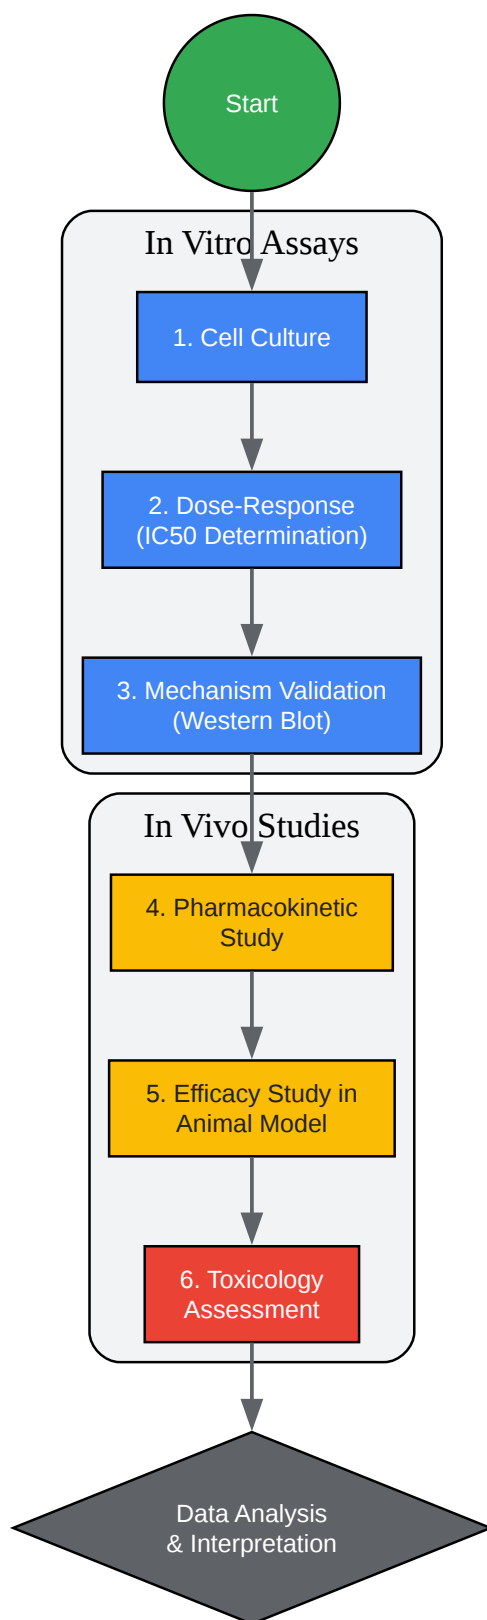 Start
In Vitro Assays
1. Cell Culture
2. Dose-Response
(IC50 Determination)
3. Mechanism Validation
(Western Blot)
In Vivo Studies
4. Pharmacokinetic
Study
5. Efficacy Study in
Animal Model
6. Toxicology
Assessment
Data Analysis
& Interpretation